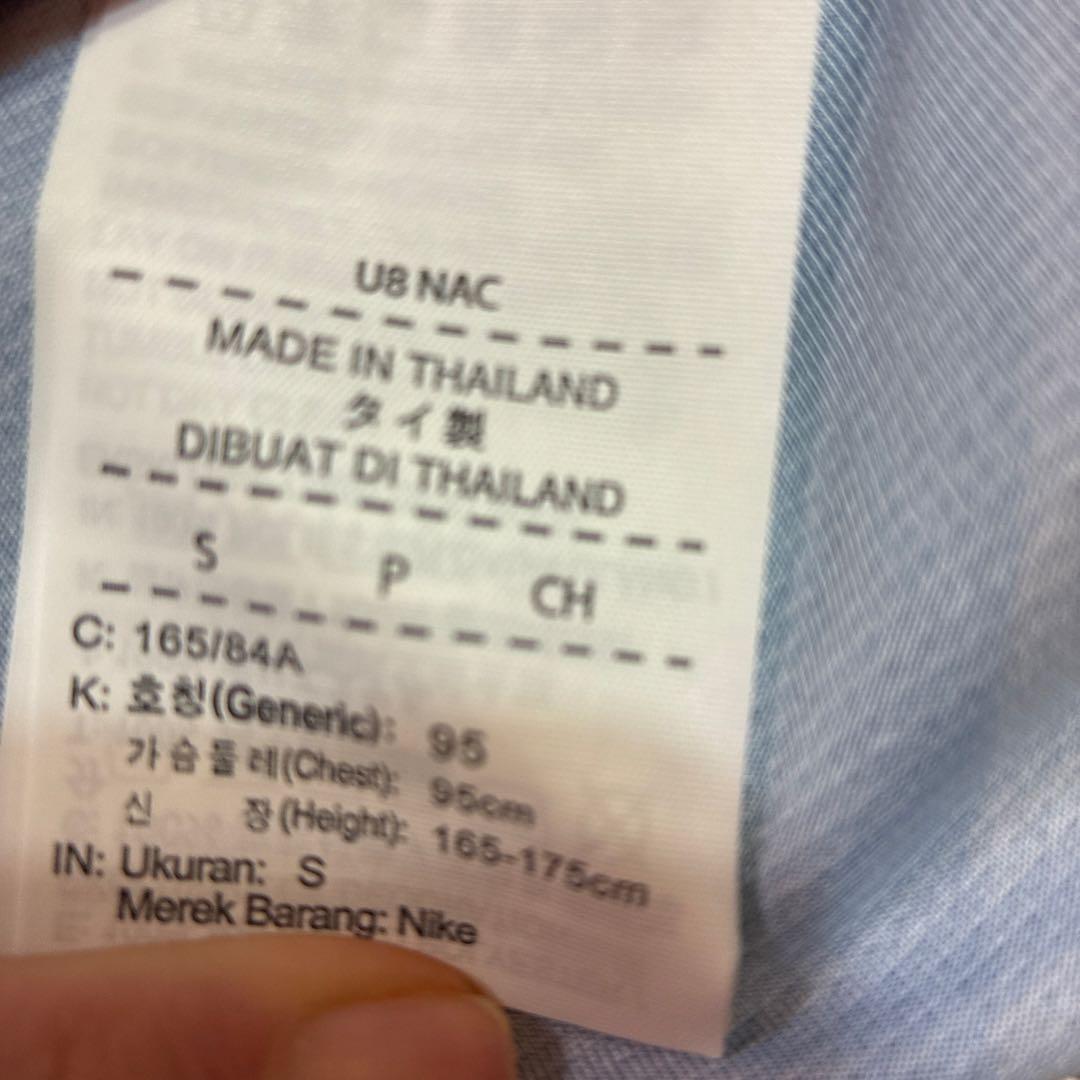 U8 NAC
MADE IN THAILAND
タイ製
DIBUAT DI THAILAND
S P CH
C: 165/84A
K: 호칭(Generic): 95
가슴둘레(Chest): 95cm
신 장(Height): 165-175cm
IN: Ukuran: S
Merek Barang: Nike